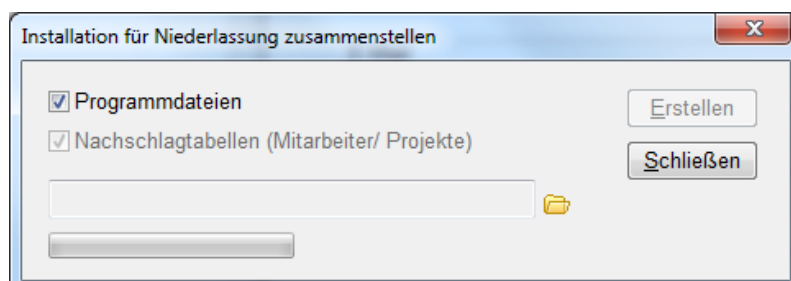 Installation für Niederlassung zusammenstellen
Programmdateien
Erstellen
Nachschlagtabellen (Mitarbeiter/ Projekte)
Schließen